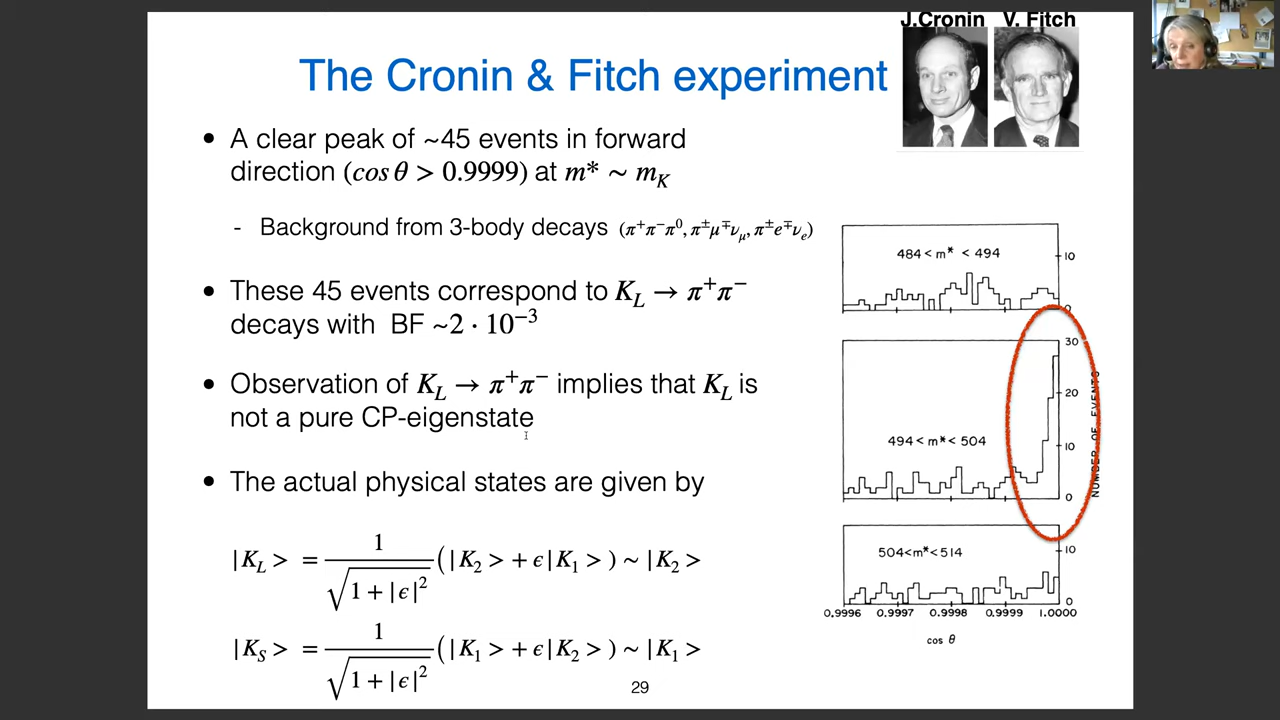 J.Cronin V. Fitch
The Cronin & Fitch experiment
• A clear peak of ~45 events in forward
direction (cos θ > 0.9999) at m* ~ m_K
- Background from 3-body decays (π⁺π⁻π⁰, π^±μ^∓ν_μ, π^±e^∓ν_e)
• These 45 events correspond to K_L → π⁺π⁻
decays with BF ~2 · 10⁻³
• Observation of K_L → π⁺π⁻ implies that K_L is
not a pure CP-eigenstate
• The actual physical states are given by
|K_L > = 1/√(1 + |ϵ|²) (|K_2 > + ϵ|K_1 > ) ~ |K_2 >
|K_S > = 1/√(1 + |ϵ|²) (|K_1 > + ϵ|K_2 > ) ~ |K_1 >
484 < m* < 494
10
0
30
20
494 < m* < 504
10
0
NUMBER OF EVENTS
504<m*<514
10
0
0.9996 0.9997 0.9998 0.9999 1.0000
cos θ
29